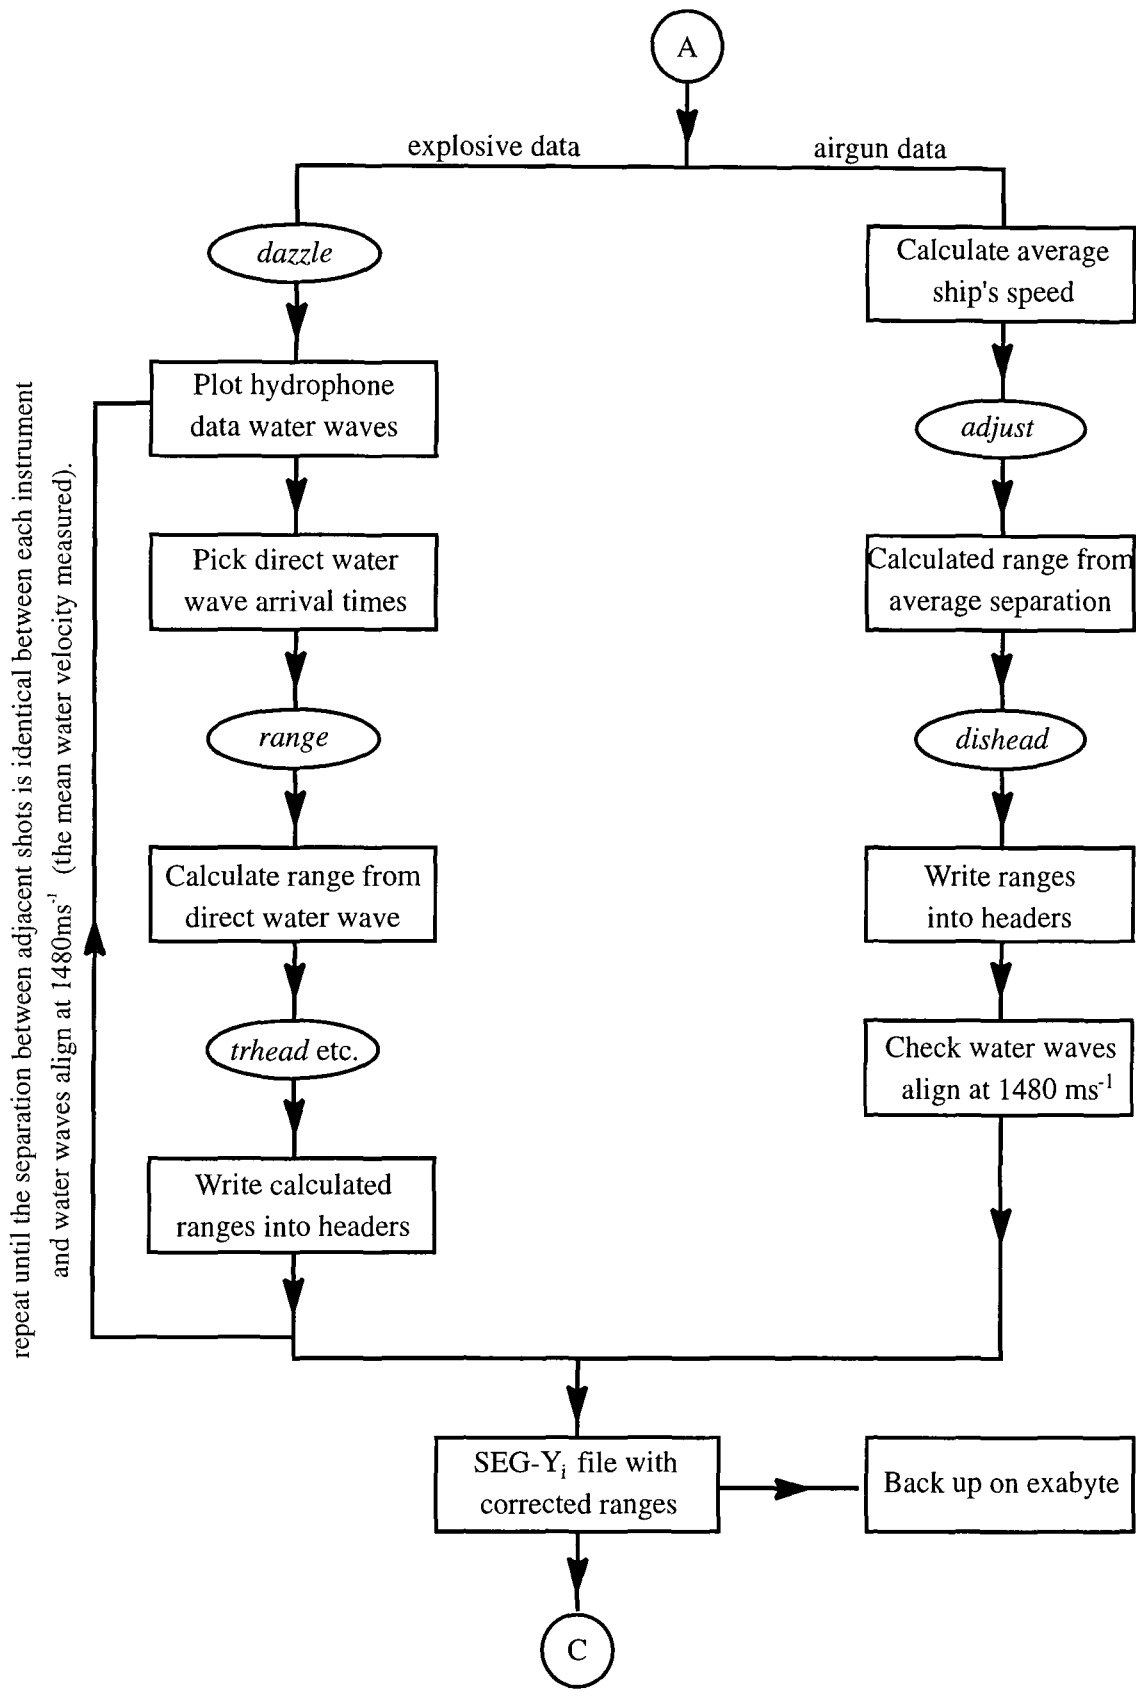 A
explosive data
airgun data
dazzle
Plot hydrophone
data water waves
Pick direct water
wave arrival times
range
Calculate range from
direct water wave
trhead etc.
Write calculated
ranges into headers
repeat until the separation between adjacent shots is identical between each instrument
and water waves align at 1480ms⁻¹ (the mean water velocity measured).
Calculate average
ship's speed
adjust
Calculated range from
average separation
dishead
Write ranges
into headers
Check water waves
align at 1480 ms⁻¹
SEG-Yᵢ file with
corrected ranges
Back up on exabyte
C